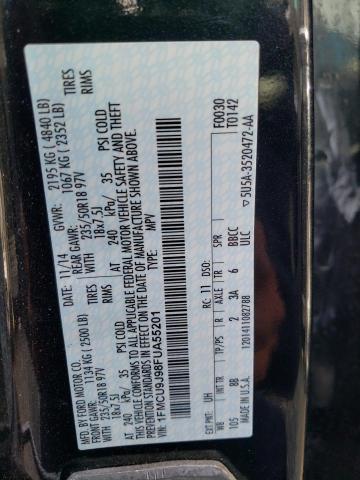 MFD. BY FORD MOTOR CO.
DATE: 11/14 GVWR: 2195 KG ( 4840 LB)
FRONT GAWR: 1134 KG ( 2500 LB) REAR GAWR: 1067 KG ( 2352 LB)
WITH 235/50R18 97V TIRES 235/50R18 97V TIRES
18x7.5J RIMS 18x7.5J RIMS
AT 240 kPa/ 35 PSI COLD AT 240 kPa/ 35 PSI COLD
THIS VEHICLE CONFORMS TO ALL APPLICABLE FEDERAL MOTOR VEHICLE SAFETY AND THEFT
PREVENTION STANDARDS IN EFFECT ON THE DATE OF MANUFACTURE SHOWN ABOVE.
VIN: 1FMCU9J98FUA55201
TYPE: MPV
F0030
T0142
EXT PNT: UH RC: 11 DSO:
WB INT TR TP/PS R AXLE TR SPR
105 BB 2 3A 6 BBCC
ULC
1201411082788
5U5A-3520472-AA